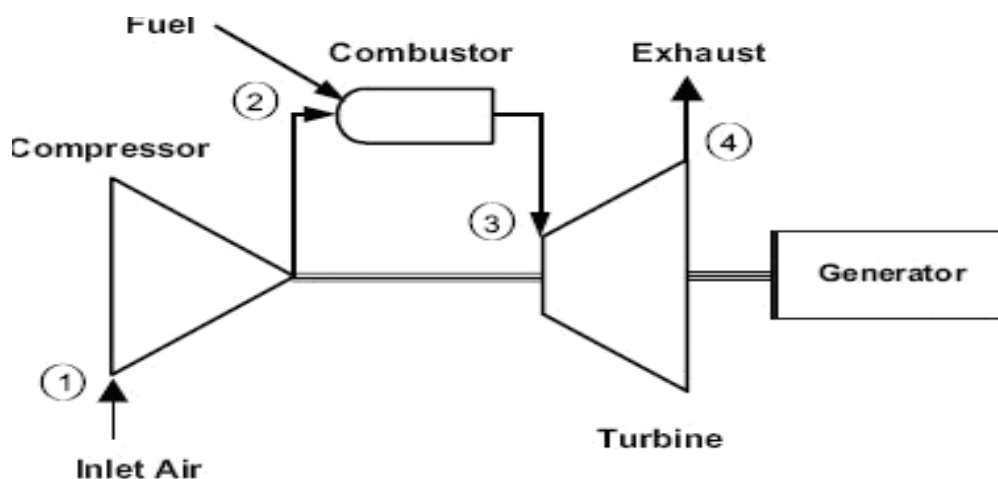 Fuel
Combustor
Exhaust
2
4
Compressor
3
Generator
1
Turbine
Inlet Air